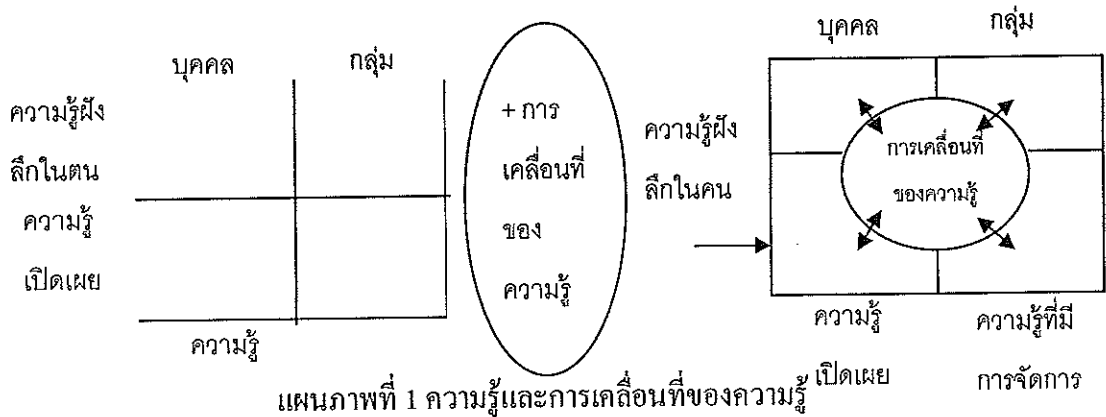 บุคคล กลุ่ม
ความรู้ฝัง
ลึกในตน
ความรู้
เปิดเผย
ความรู้
+ การ
เคลื่อนที่
ของ
ความรู้
บุคคล กลุ่ม
ความรู้ฝัง
ลึกในคน
การเคลื่อนที่
ของความรู้
ความรู้ ความรู้ที่มี
เปิดเผย การจัดการ
แผนภาพที่ 1 ความรู้และการเคลื่อนที่ของความรู้